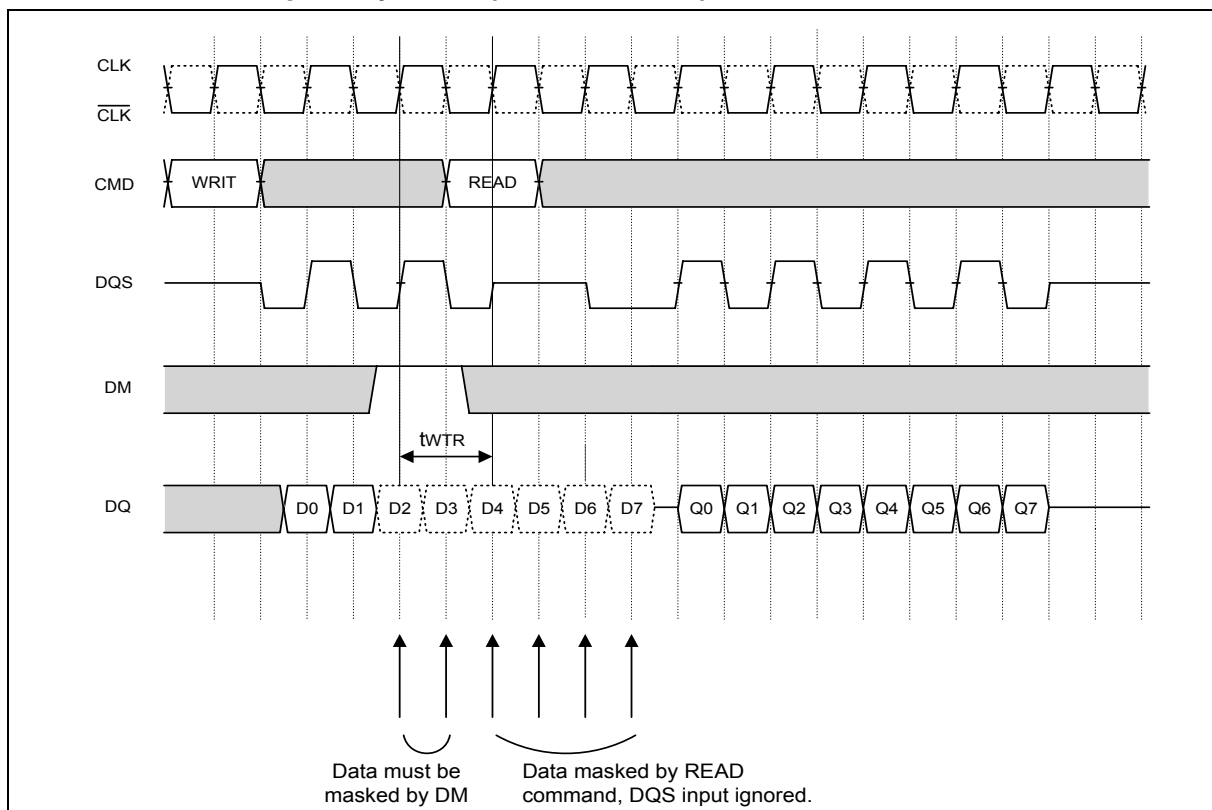 CLK
CLK
CMD
WRIT
READ
DQS
DM
tWTR
DQ
D0 D1 D2 D3 D4 D5 D6 D7 Q0 Q1 Q2 Q3 Q4 Q5 Q6 Q7
Data must be
masked by DM
Data masked by READ
command, DQS input ignored.